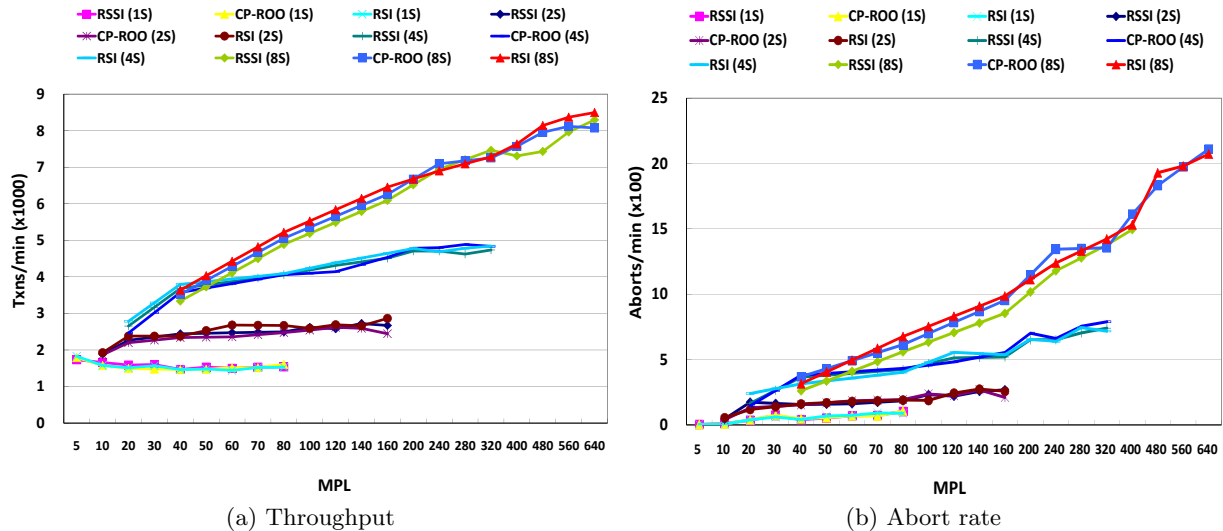 RSSI (1S) CP-ROO (1S) RSI (1S) RSSI (2S)
CP-ROO (2S) RSI (2S) RSSI (4S) CP-ROO (4S)
RSI (4S) RSSI (8S) CP-ROO (8S) RSI (8S)
9
8
7
6
5
4
3
2
1
0
Txns/min (x1000)
5 10 20 30 40 50 60 70 80 100 120 140 160 200 240 280 320 400 480 560 640
MPL
(a) Throughput
RSSI (1S) CP-ROO (1S) RSI (1S) RSSI (2S)
CP-ROO (2S) RSI (2S) RSSI (4S) CP-ROO (4S)
RSI (4S) RSSI (8S) CP-ROO (8S) RSI (8S)
25
20
15
10
5
0
Aborts/min (x100)
5 10 20 30 40 50 60 70 80 100 120 140 160 200 240 280 320 400 480 560 640
MPL
(b) Abort rate